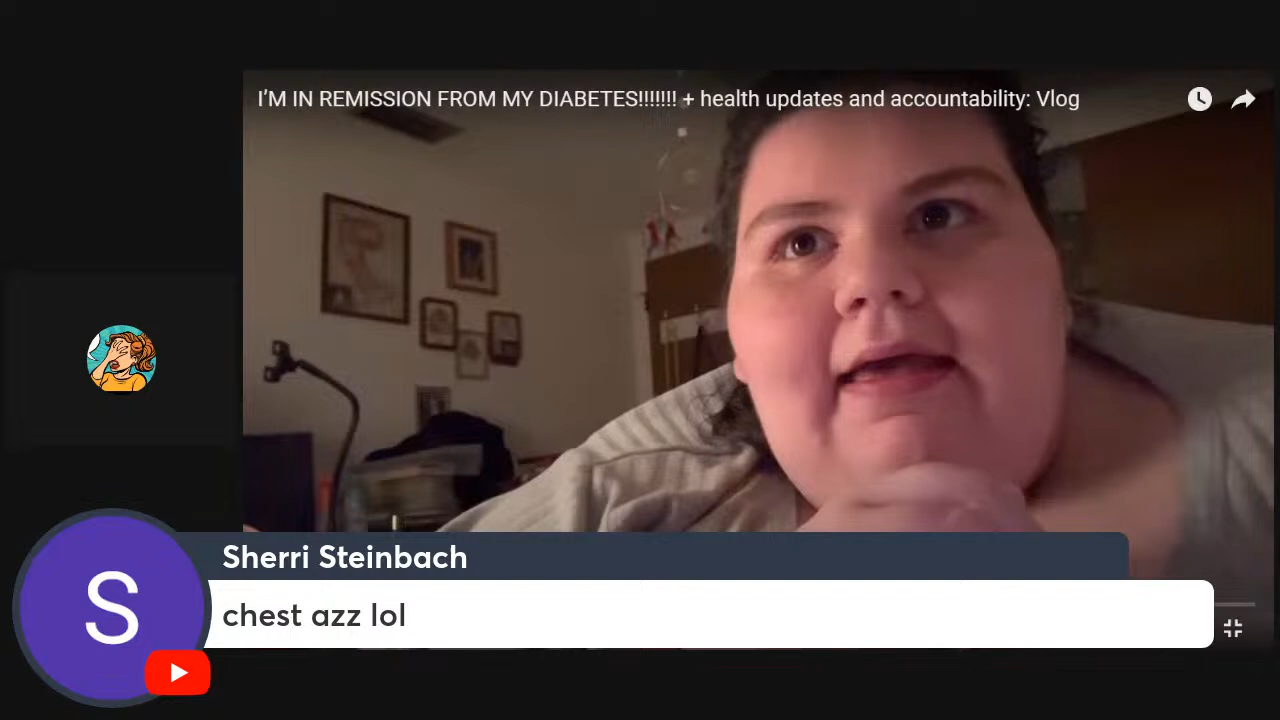 I'M IN REMISSION FROM MY DIABETES!!!!!!! + health updates and accountability: Vlog
Sherri Steinbach
S
chest azz lol